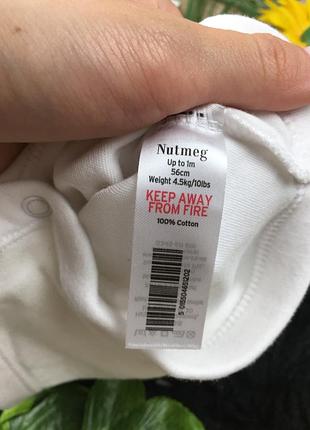 Nutmeg
Up to 1m
56cm
Weight 4.5kg/10lbs
KEEP AWAY
FROM FIRE
100% Cotton